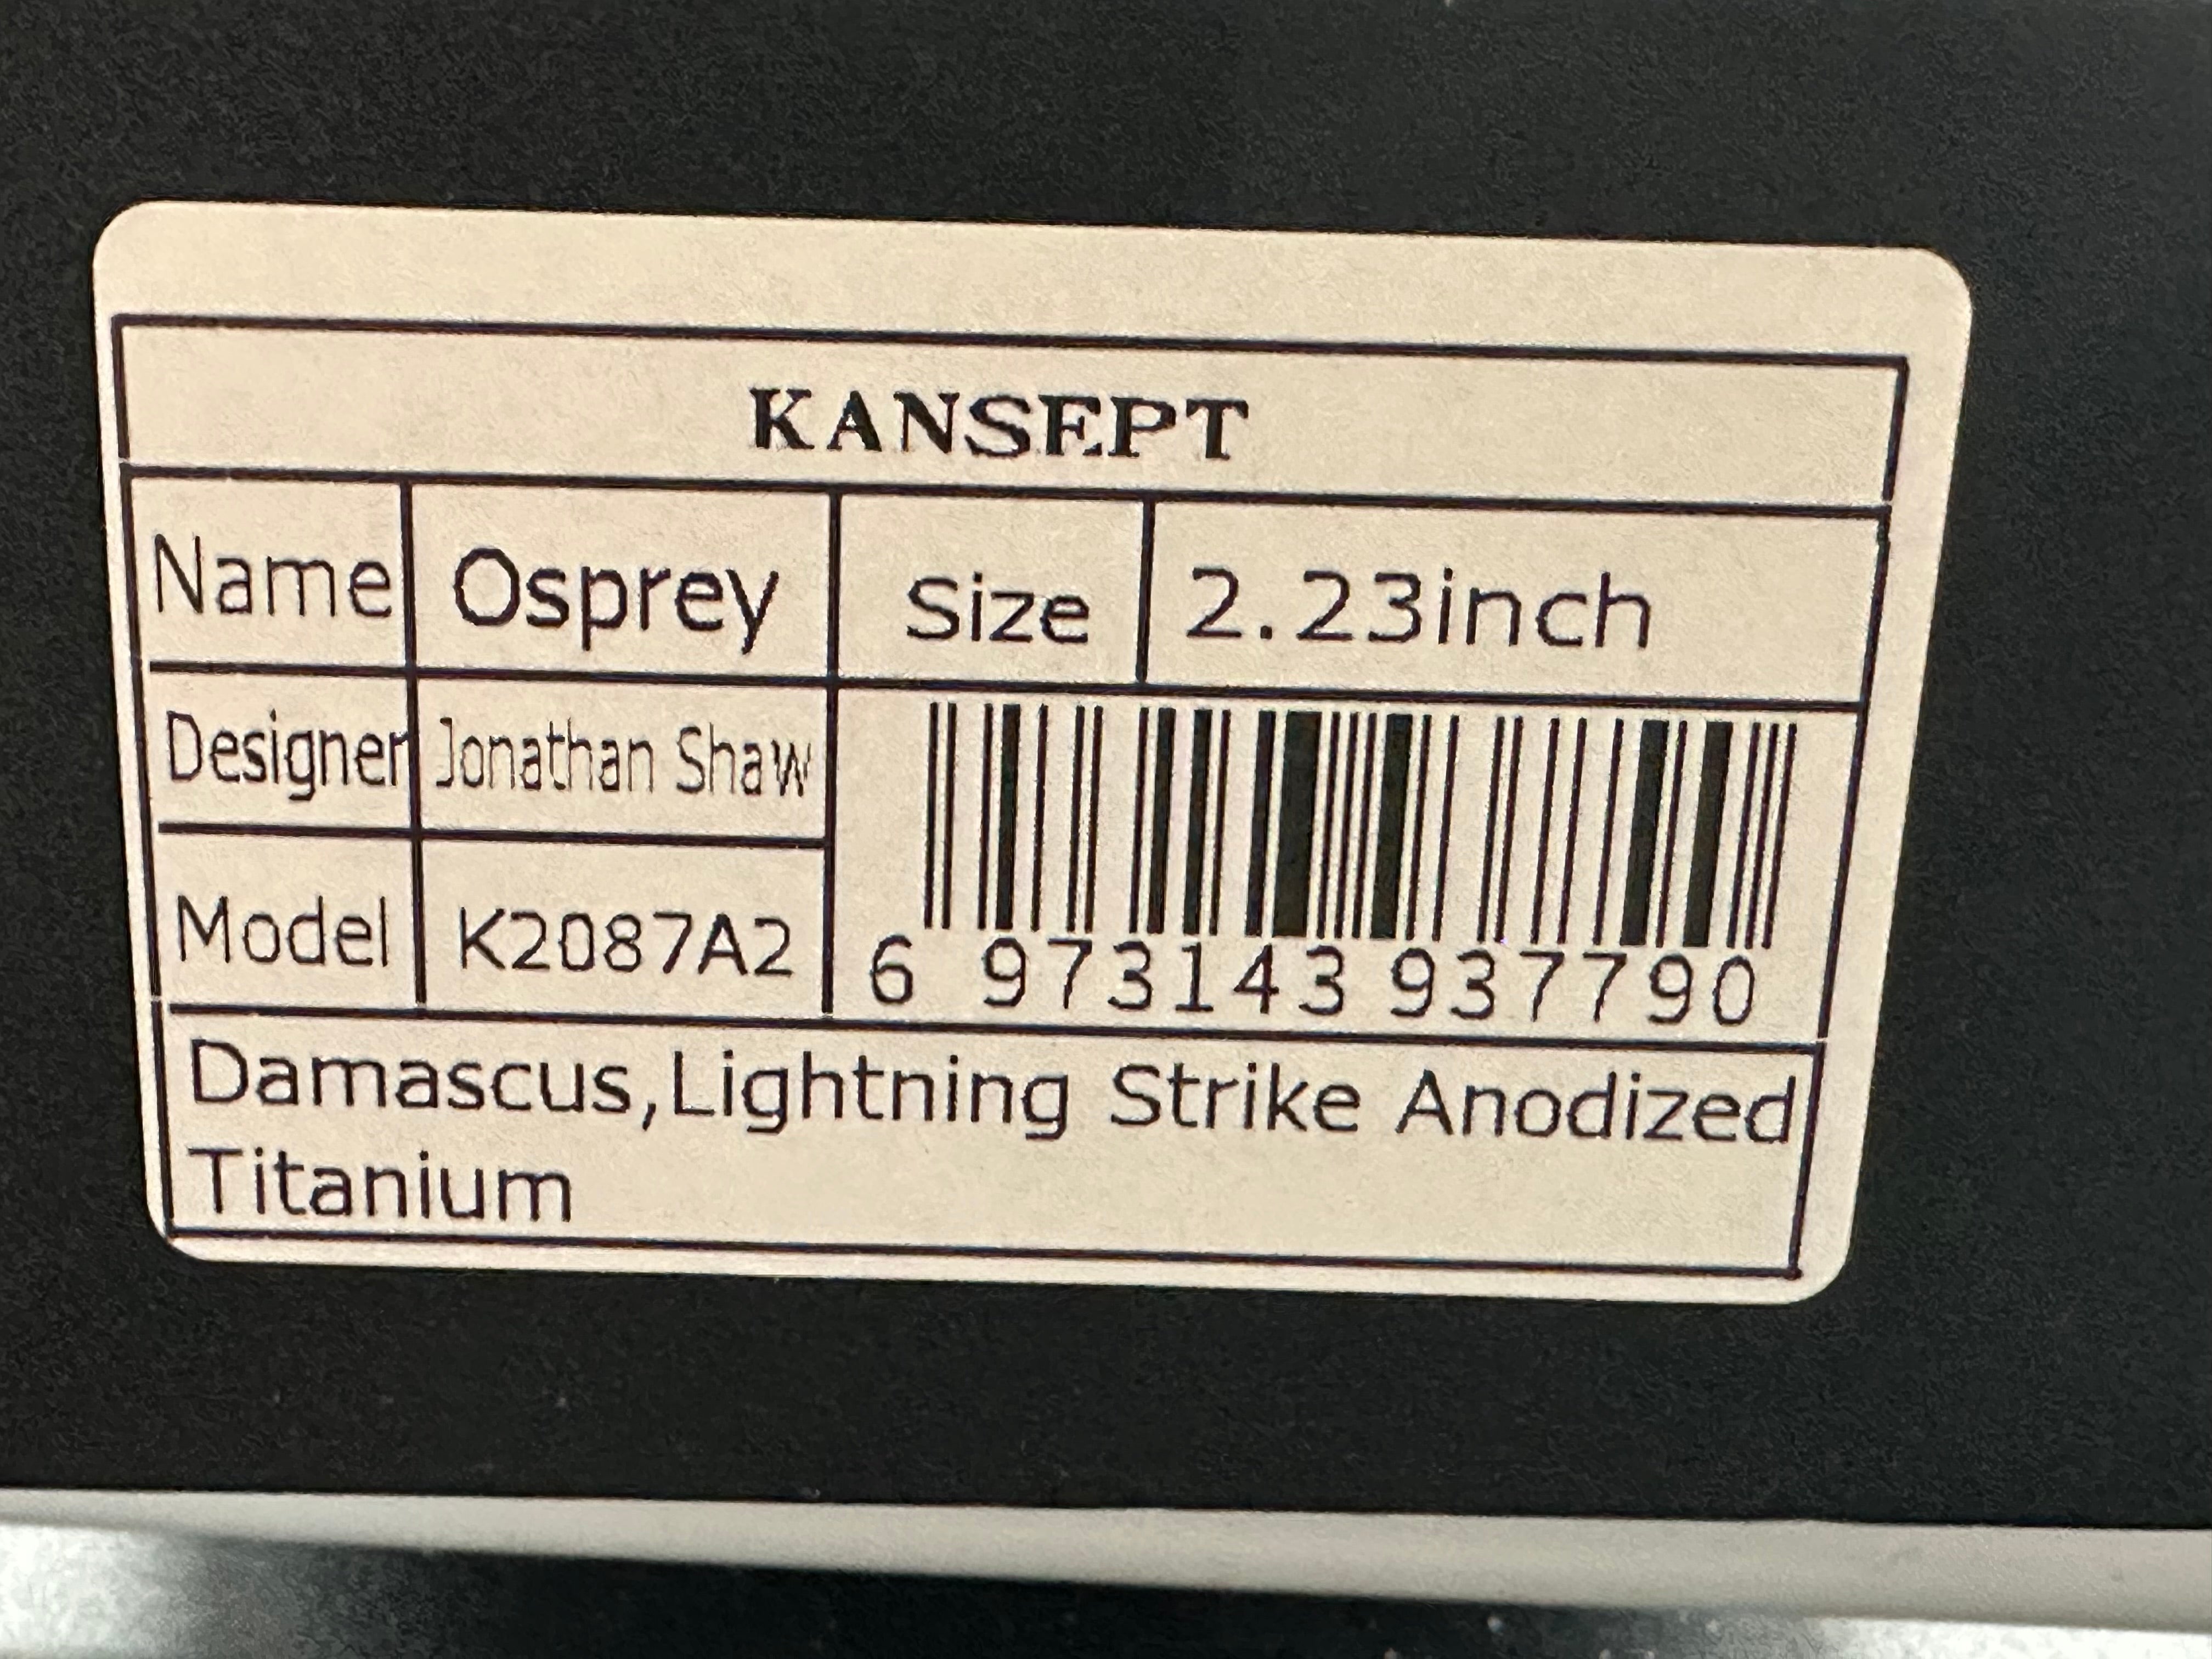 KANSEPT
Name Osprey Size 2.23inch
Designer Jonathan Shaw
Model K2087A2
6 973143 937790
Damascus,Lightning Strike Anodized
Titanium